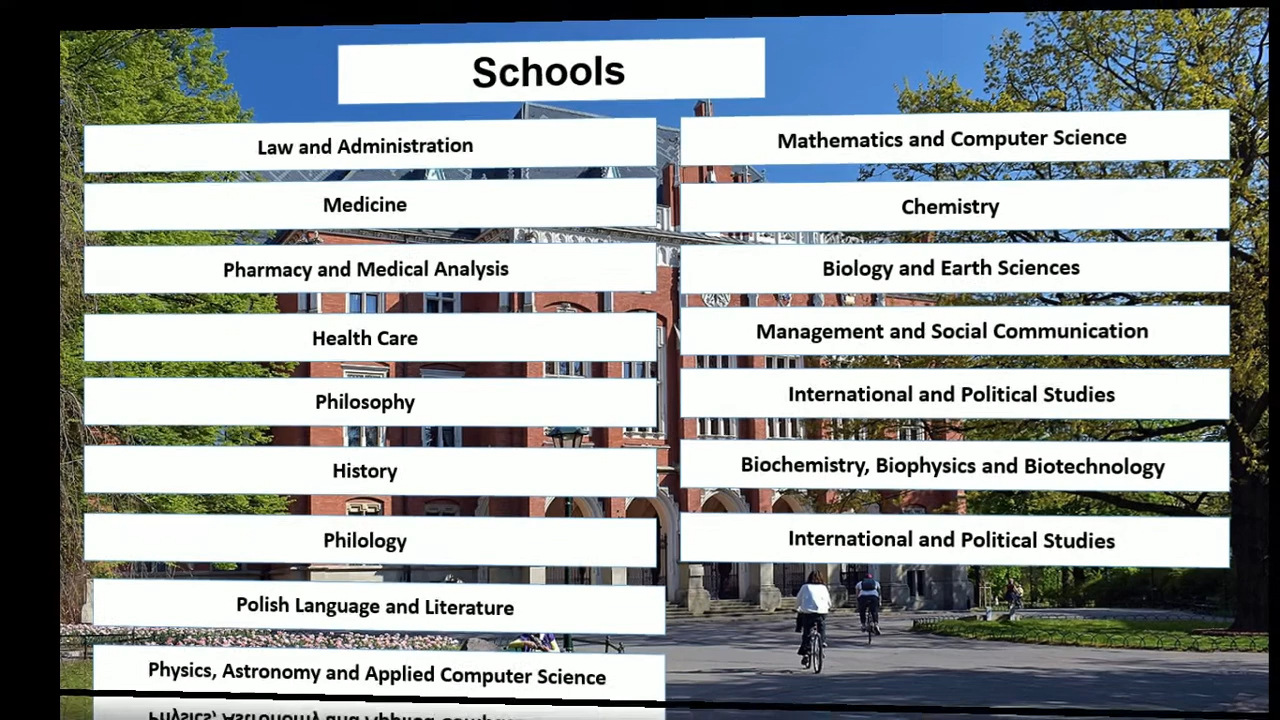 Schools
Law and Administration
Medicine
Pharmacy and Medical Analysis
Health Care
Philosophy
History
Philology
Polish Language and Literature
Physics, Astronomy and Applied Computer Science
Mathematics and Computer Science
Chemistry
Biology and Earth Sciences
Management and Social Communication
International and Political Studies
Biochemistry, Biophysics and Biotechnology
International and Political Studies